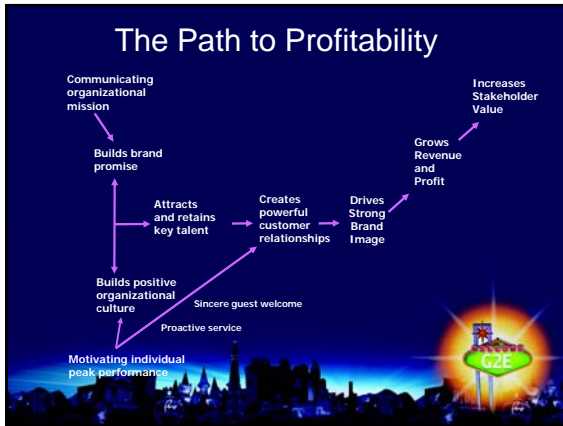 The Path to Profitability
Communicating
organizational
mission
Increases
Stakeholder
Value
Builds brand
promise
Grows
Revenue
and
Profit
Attracts
and retains
key talent
Creates
powerful
customer
relationships
Drives
Strong
Brand
Image
Builds positive
organizational
culture
Sincere guest welcome
Proactive service
Motivating individual
peak performance
WELCOME
G2E